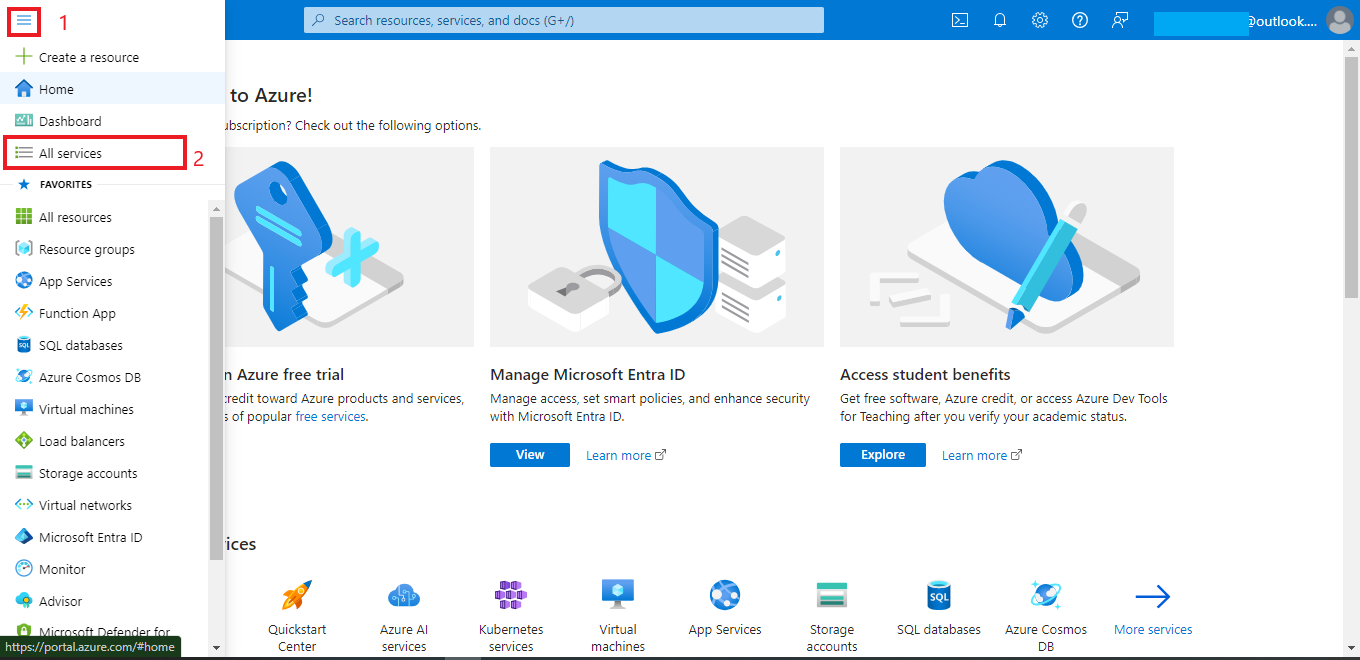 1
Search resources, services, and docs (G+/)
@outlook....
Create a resource
Home
Dashboard
All services
2
FAVORITES
All resources
Resource groups
App Services
Function App
SQL databases
Azure Cosmos DB
Virtual machines
Load balancers
Storage accounts
Virtual networks
Microsoft Entra ID
Monitor
Advisor
Microsoft Defender for
https://portal.azure.com/#home
to Azure!
Check out the following options.
Azure free trial
credit toward Azure products and services,
of popular free services.
Manage Microsoft Entra ID
Manage access, set smart policies, and enhance security
with Microsoft Entra ID.
View
Learn more
Access student benefits
Get free software, Azure credit, or access Azure Dev Tools
for Teaching after you verify your academic status.
Explore
Learn more
Quickstart
Center
Azure AI
services
Kubernetes
services
Virtual
machines
App Services
Storage
accounts
SQL
SQL databases
Azure Cosmos
DB
More services